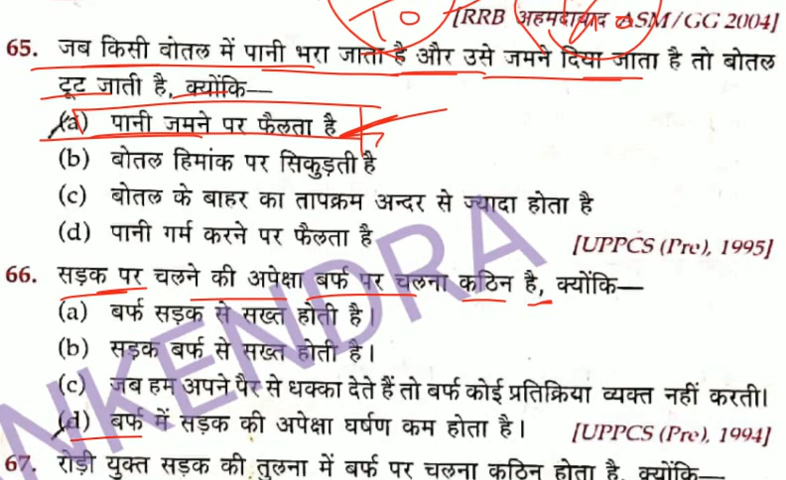 To
[RRB अहमदाबाद ASM/GG 2004]
65. जब किसी बोतल में पानी भरा जाता है और उसे जमने दिया जाता है तो बोतल
टूट जाती है, क्योंकि—
(a) पानी जमने पर फैलता है
(b) बोतल हिमांक पर सिकुड़ती है
(c) बोतल के बाहर का तापक्रम अन्दर से ज्यादा होता है
(d) पानी गर्म करने पर फैलता है
[UPPCS (Pre), 1995]
66. सड़क पर चलने की अपेक्षा बर्फ पर चलना कठिन है, क्योंकि—
(a) बर्फ सड़क से सख्त होती है।
(b) सड़क बर्फ से सख्त होती है।
(c) जब हम अपने पैर से धक्का देते हैं तो बर्फ कोई प्रतिक्रिया व्यक्त नहीं करती।
(d) बर्फ में सड़क की अपेक्षा घर्षण कम होता है।
[UPPCS (Pre), 1994]
NKENDRA
67. रोड़ी युक्त सड़क की तुलना में बर्फ पर चलना कठिन होता है, क्योंकि—